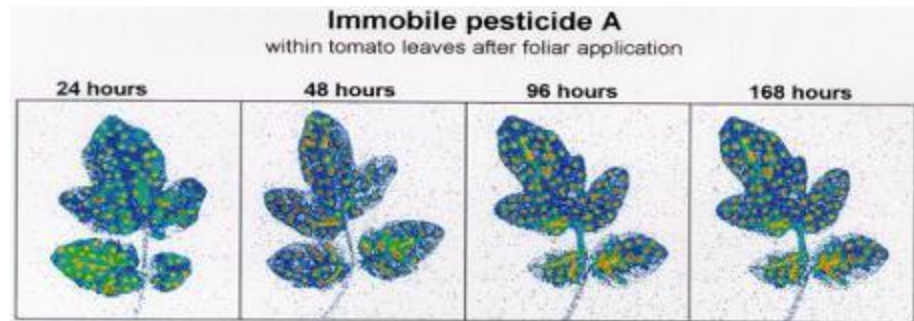 Immobile pesticide A
within tomato leaves after foliar application
24 hours
48 hours
96 hours
168 hours